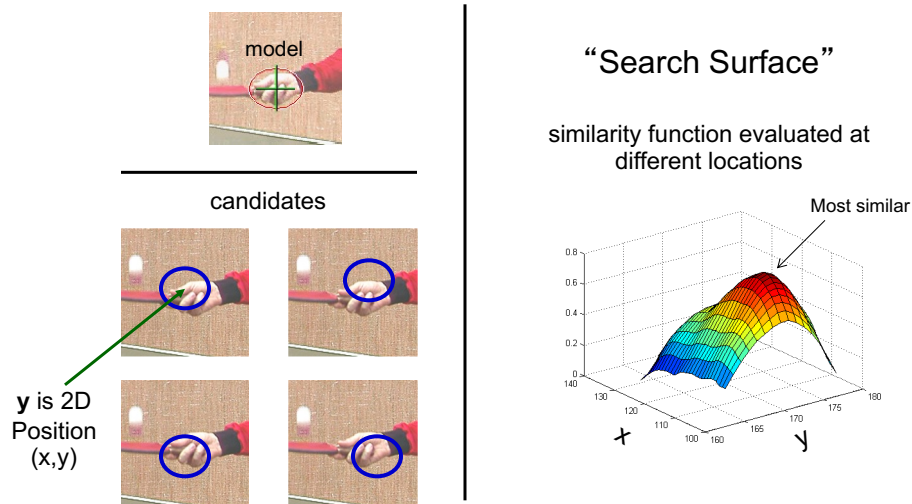 model
candidates
y is 2D
Position
(x,y)
“Search Surface”
similarity function evaluated at
different locations
Most similar
0.8
0.6
0.4
0.2
0
140
130
120
110
100
160
165
170
175
180
x
y